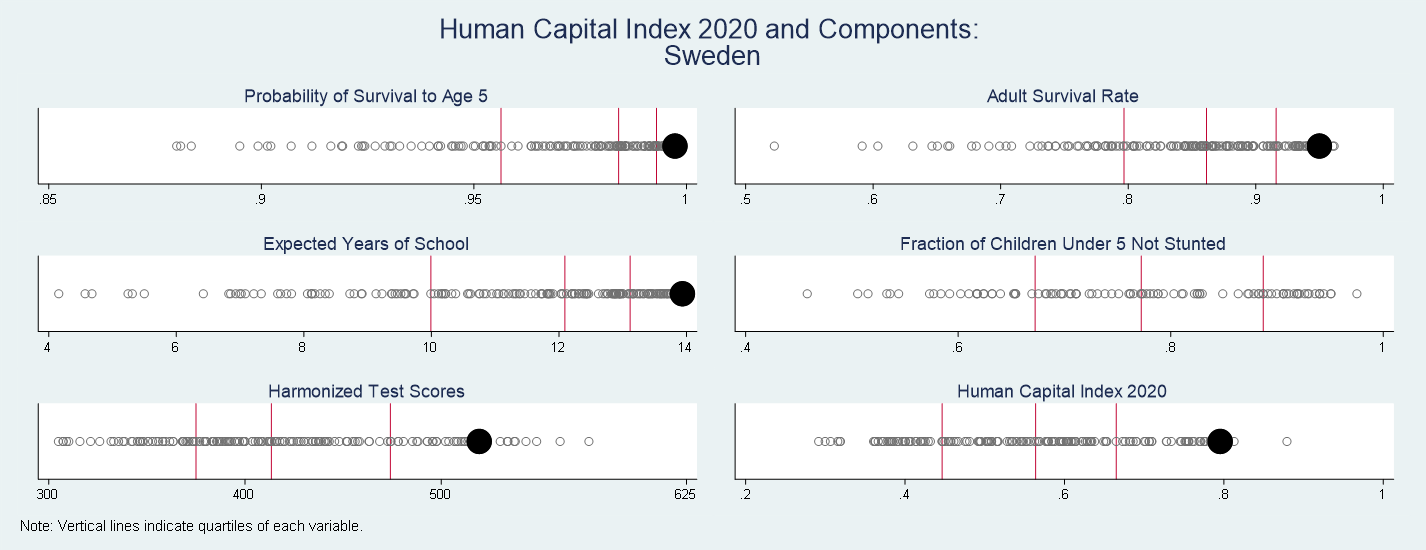 Human Capital Index 2020 and Components:
Sweden
Probability of Survival to Age 5
.85 .9 .95 1
Adult Survival Rate
.5 .6 .7 .8 .9 1
Expected Years of School
4 6 8 10 12 14
Fraction of Children Under 5 Not Stunted
.4 .6 .8 1
Harmonized Test Scores
300 400 500 625
Human Capital Index 2020
.2 .4 .6 .8 1
Note: Vertical lines indicate quartiles of each variable.